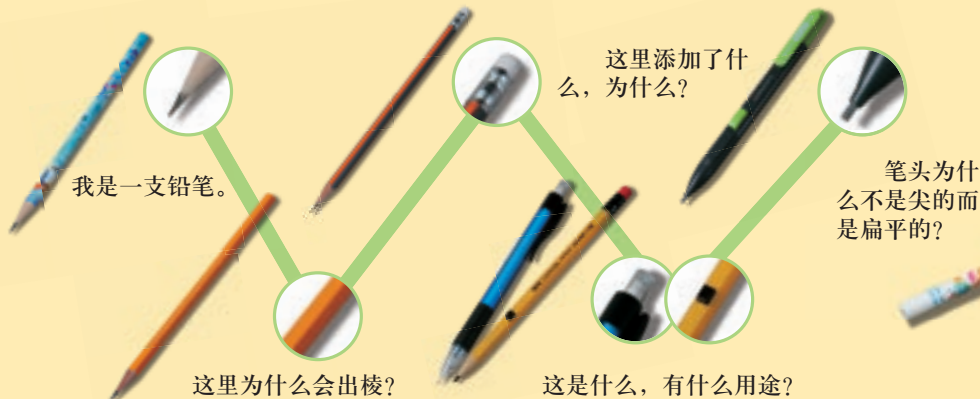 我是一支铅笔。
这里为什么会出棱?
这里添加了什
么，为什么?
这是什么，有什么用途?
笔头为什
么不是尖的而
是扁平的?